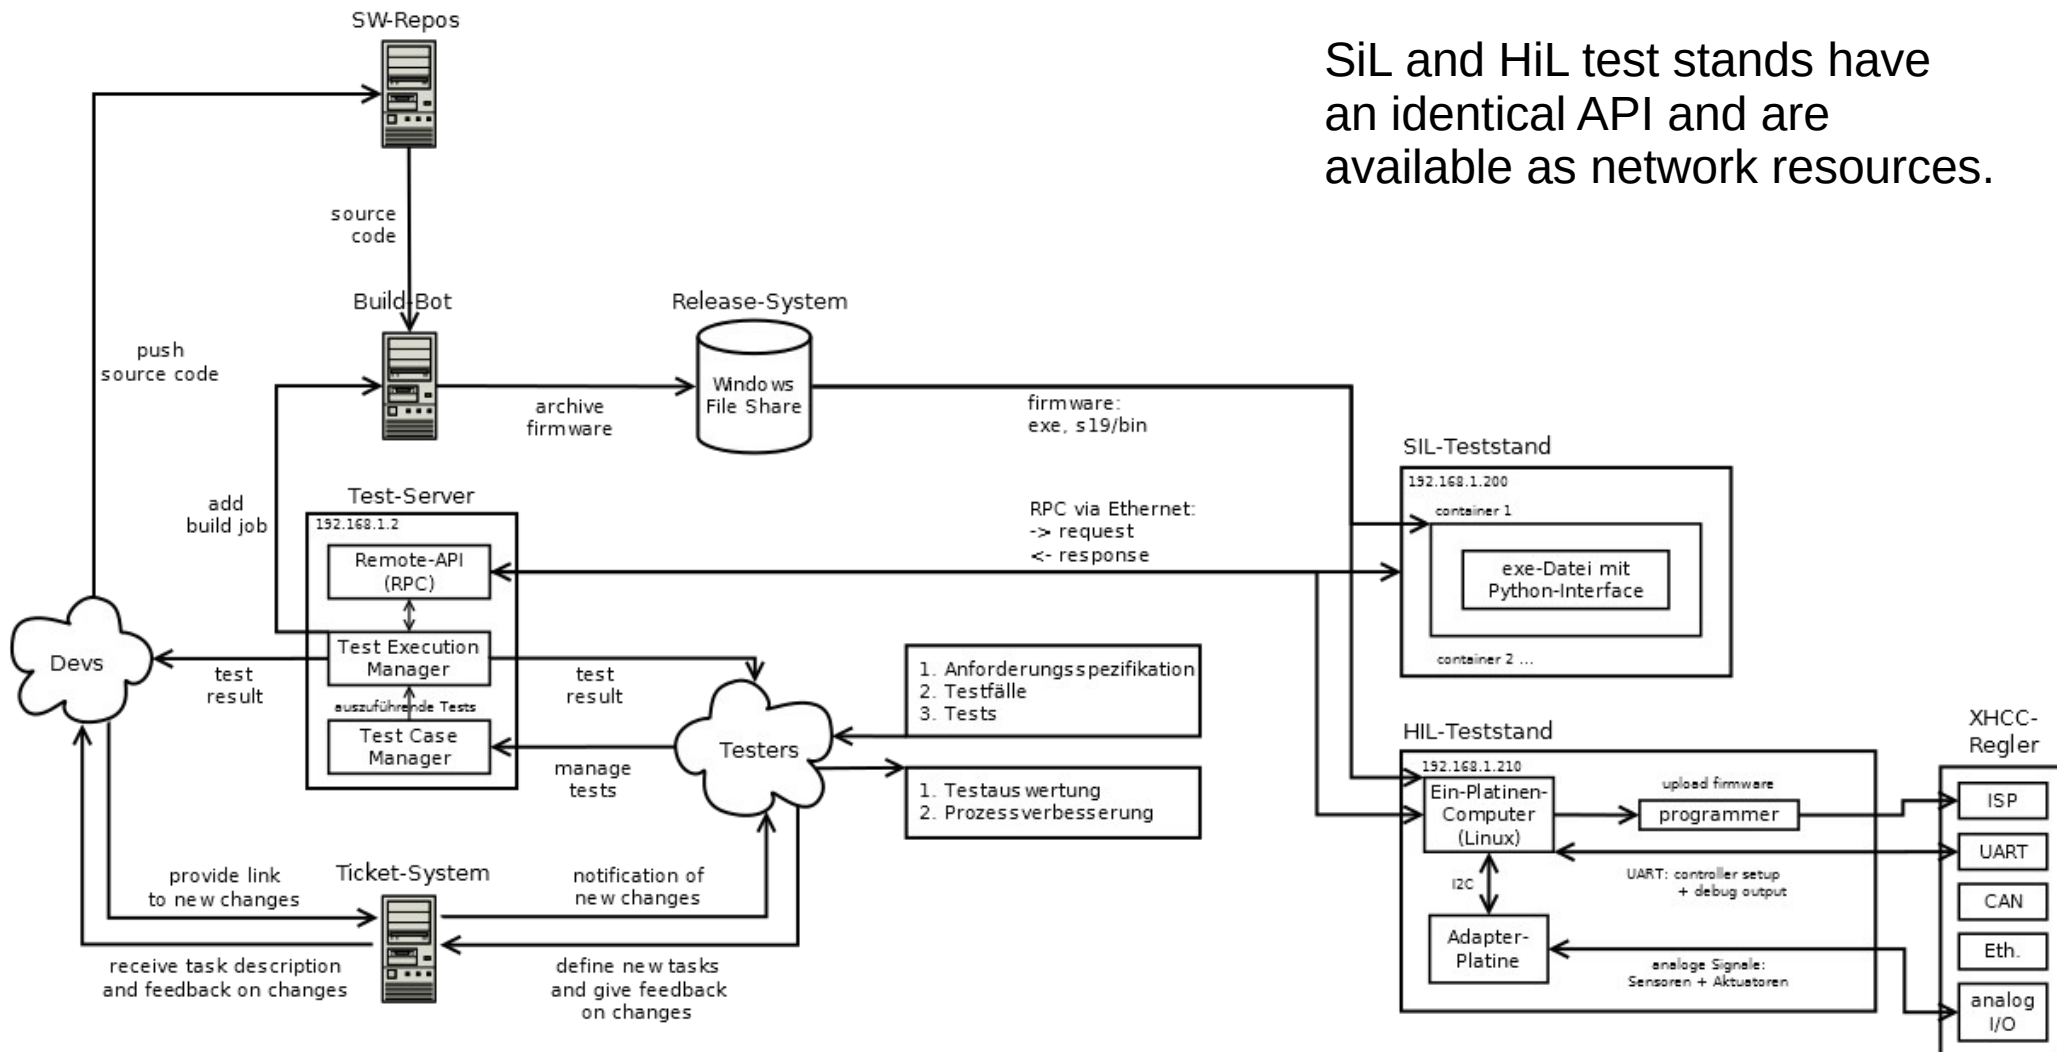 SW-Repos
SiL and HiL test stands have
an identical API and are
available as network resources.
source
code
Build-Bot
Release-System
push
source code
Windows
File Share
archive
firmware
firmware:
exe, s19/bin
SIL-Teststand
192.168.1.200
container 1
exe-Datei mit
Python-Interface
container 2 ...
add
build job
Test-Server
192.168.1.2
Remote-API
(RPC)
RPC via Ethernet:
-> request
<- response
Test Execution
Manager
auszuführende Tests
Test Case
Manager
Devs
test
result
test
result
Testers
manage
tests
1. Anforderungsspezifikation
2. Testfälle
3. Tests
1. Testauswertung
2. Prozessverbesserung
HIL-Teststand
192.168.1.210
Ein-Platinen-
Computer
(Linux)
upload firmware
programmer
UART: controller setup
+ debug output
I2C
Adapter-
Platine
analoge Signale:
Sensoren + Aktuatoren
XHCC-
Regler
ISP
UART
CAN
Eth.
analog
I/O
provide link
to new changes
Ticket-System
notification of
new changes
receive task description
and feedback on changes
define new tasks
and give feedback
on changes